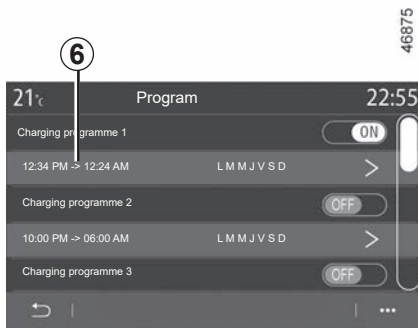 46875
6
21°C Program 22:55
Charging programme 1 ON
12:34 PM -> 12:24 AM L M M J V S D >
Charging programme 2 OFF
10:00 PM -> 06:00 AM L M M J V S D >
Charging programme 3 OFF